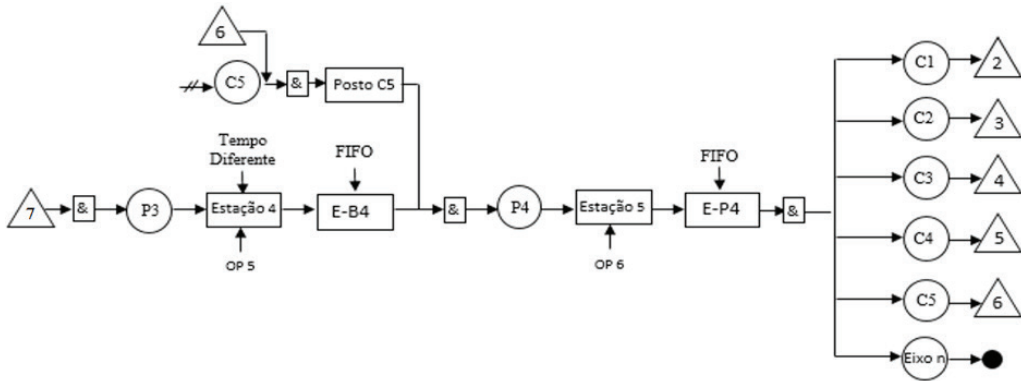 6
C5
&
Posto C5
Tempo
Diferente
FIFO
FIFO
7
&
P3
Estação 4
E-B4
&
P4
Estação 5
E-P4
&
OP 5
OP 6
C1
2
C2
3
C3
4
C4
5
C5
6
Eixo n